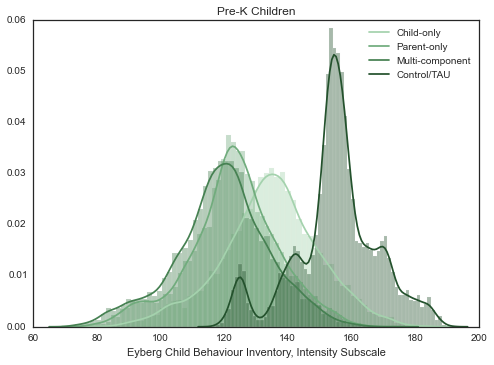 Pre-K Children
0.06
0.05
0.04
0.03
0.02
0.01
0.00
Child-only
Parent-only
Multi-component
Control/TAU
60 80 100 120 140 160 180 200
Eyberg Child Behaviour Inventory, Intensity Subscale